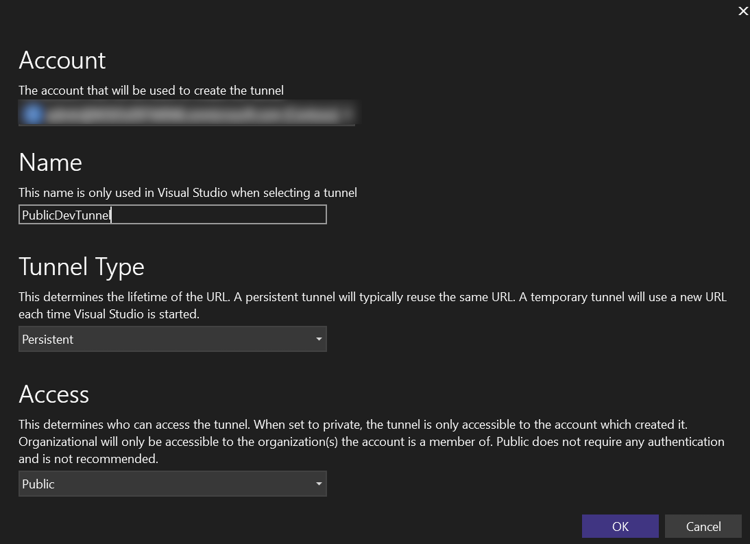 Account
The account that will be used to create the tunnel
Name
This name is only used in Visual Studio when selecting a tunnel
PublicDevTunnel
Tunnel Type
This determines the lifetime of the URL. A persistent tunnel will typically reuse the same URL. A temporary tunnel will use a new URL
each time Visual Studio is started.
Persistent
Access
This determines who can access the tunnel. When set to private, the tunnel is only accessible to the account which created it.
Organizational will only be accessible to the organization(s) the account is a member of. Public does not require any authentication
and is not recommended.
Public
OK
Cancel